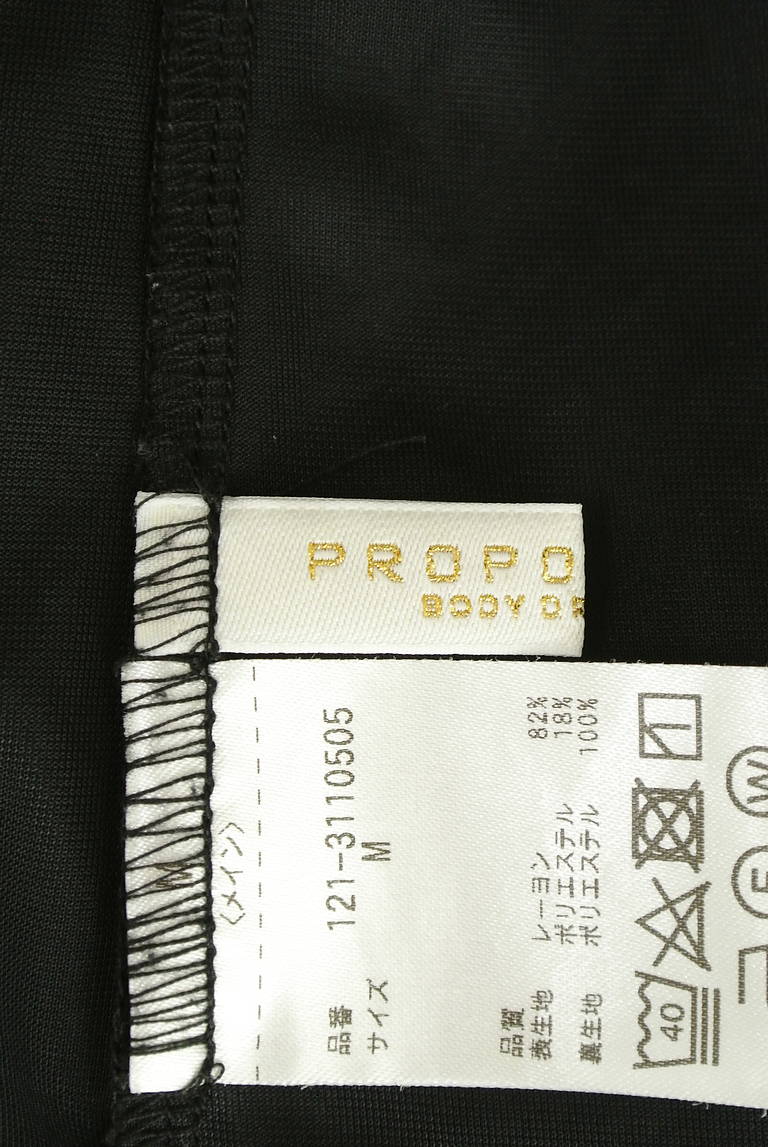 PROPO
BODY D
〈メイン〉
品番 121-3110505
サイズ M
品質
表生地 レーヨン 82%
ポリエステル 18%
裏生地 ポリエステル 100%
40
F
W
M